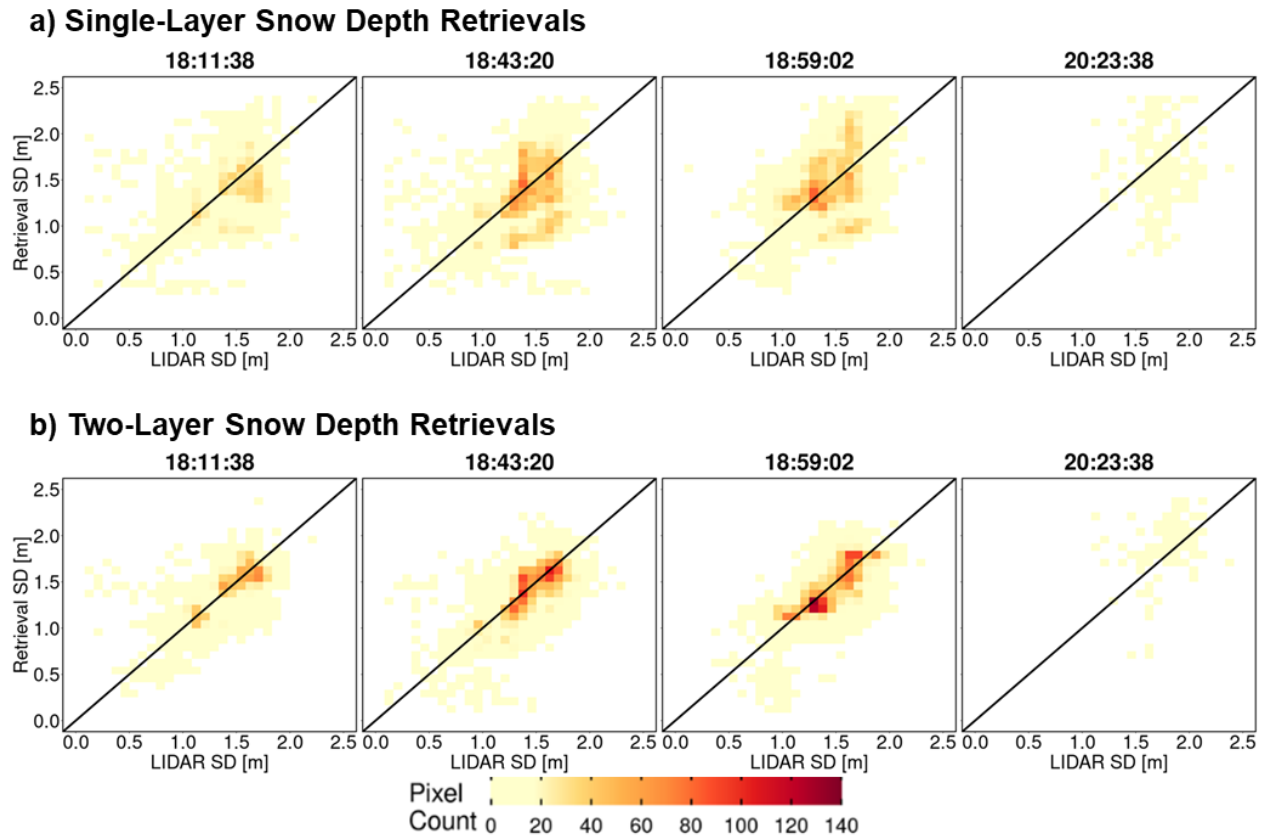 a) Single-Layer Snow Depth Retrievals
18:11:38 18:43:20 18:59:02 20:23:38
Retrieval SD [m]
2.5
2.0
1.5
1.0
0.5
0.0
0.0 0.5 1.0 1.5 2.0 2.5 0.0 0.5 1.0 1.5 2.0 2.5 0.0 0.5 1.0 1.5 2.0 2.5 0.0 0.5 1.0 1.5 2.0 2.5
LIDAR SD [m] LIDAR SD [m] LIDAR SD [m] LIDAR SD [m]
b) Two-Layer Snow Depth Retrievals
18:11:38 18:43:20 18:59:02 20:23:38
Retrieval SD [m]
2.5
2.0
1.5
1.0
0.5
0.0
0.0 0.5 1.0 1.5 2.0 2.5 0.0 0.5 1.0 1.5 2.0 2.5 0.0 0.5 1.0 1.5 2.0 2.5 0.0 0.5 1.0 1.5 2.0 2.5
LIDAR SD [m] LIDAR SD [m] LIDAR SD [m] LIDAR SD [m]
Pixel
Count 0 20 40 60 80 100 120 140